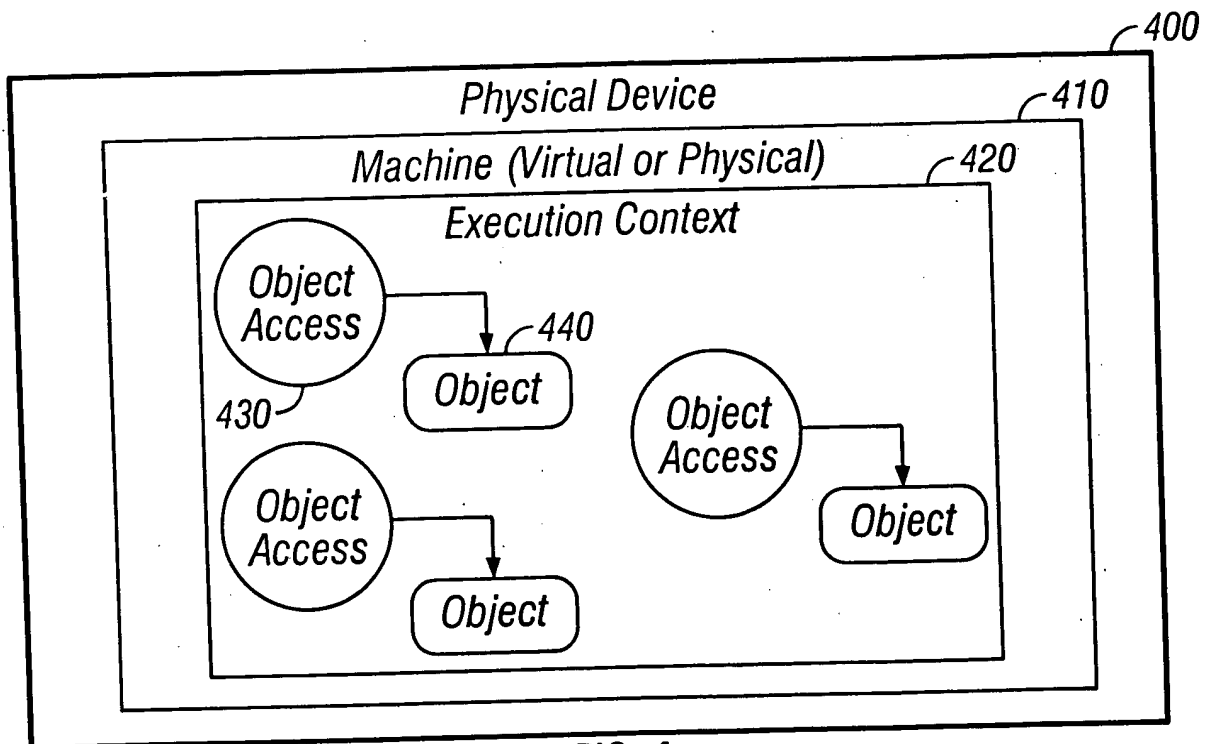 400
Physical Device
410
Machine (Virtual or Physical)
420
Execution Context
Object
Access
440
Object
430
Object
Access
Object
Object
Access
Object